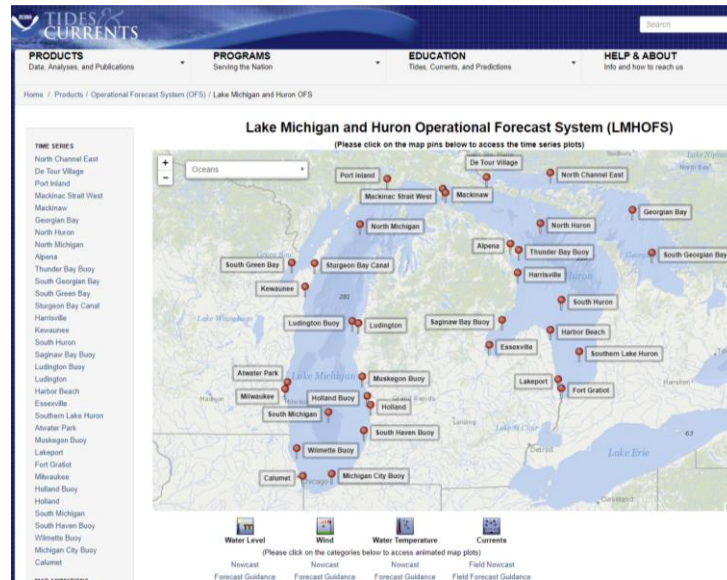 TIDES&
CURRENTS
Search
PRODUCTS
Data, Analyses, and Publications
PROGRAMS
Serving the Nation
EDUCATION
Tides, Currents, and Predictions
HELP & ABOUT
Info and how to reach us
Home / Products / Operational Forecast System (OFS) / Lake Michigan and Huron OFS
Lake Michigan and Huron Operational Forecast System (LMHOFS)
(Please click on the map pins below to access the time series plots)
TIME SERIES
North Channel East
De Tour Village
Port Inland
Mackinac Strait West
Mackinaw
Georgian Bay
North Huron
North Michigan
Alpena
Thunder Bay Buoy
South Georgian Bay
South Green Bay
Sturgeon Bay Canal
Harrisville
Kewaunee
South Huron
Saginaw Bay Buoy
Ludington Buoy
Ludington
Harbor Beach
Essexville
Southern Lake Huron
Atwater Park
Muskegon Buoy
Lakeport
Fort Gratiot
Milwaukee
Holland Buoy
Holland
South Michigan
South Haven Buoy
Wilmette Buoy
Michigan City Buoy
Calumet
MAP ANIMATIONS
+
−
Oceans
De Tour Village
Port Inland
North Channel East
Mackinac Strait West
Mackinaw
Georgian Bay
North Michigan
North Huron
Alpena
Thunder Bay Buoy
South Georgian Bay
South Green Bay
Sturgeon Bay Canal
Harrisville
Kewaunee
281
South Huron
Ludington Buoy
Ludington
Saginaw Bay Buoy
Harbor Beach
Essexville
Southern Lake Huron
Atwater Park
Lake Michigan
Muskegon Buoy
Lakeport
Milwaukee
Holland Buoy
Fort Gratiot
Holland
South Michigan
South Haven Buoy
Lansing
Lake St Clair
63
Wilmette Buoy
Detroit
Lake Erie
Calumet
Chicago
Michigan City Buoy
Cleveland
Water Level
Wind
Water Temperature
Currents
(Please click on the categories below to access animated map plots)
Nowcast
Nowcast
Nowcast
Field Nowcast
Forecast Guidance
Forecast Guidance
Forecast Guidance
Field Forecast Guidance